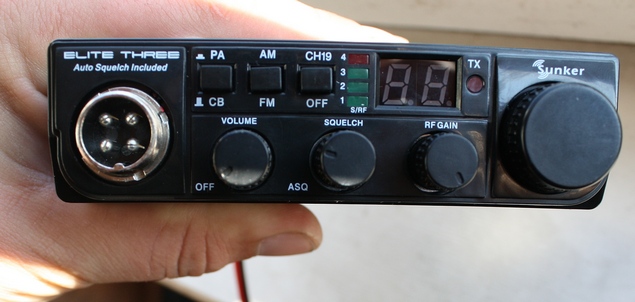 ELITE THREE
Auto Squelch Included
PA AM CH19
CB FM OFF
4
3
2
1
S/RF
TX
Sunker
VOLUME SQUELCH RF GAIN
OFF ASQ